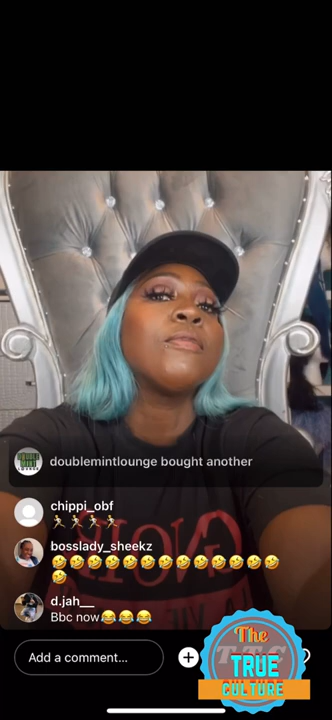 doublemintlounge bought another
chippi_obf
🏃🏾‍♀️🏃🏾‍♀️🏃🏾‍♀️🏃🏾‍♀️
bosslady_sheekz
🤣🤣🤣🤣🤣🤣🤣🤣🤣🤣🤣🤣🤣
🤣
d.jah__
Bbc now😂😂😂
Add a comment...
The
TRUE
CULTURE